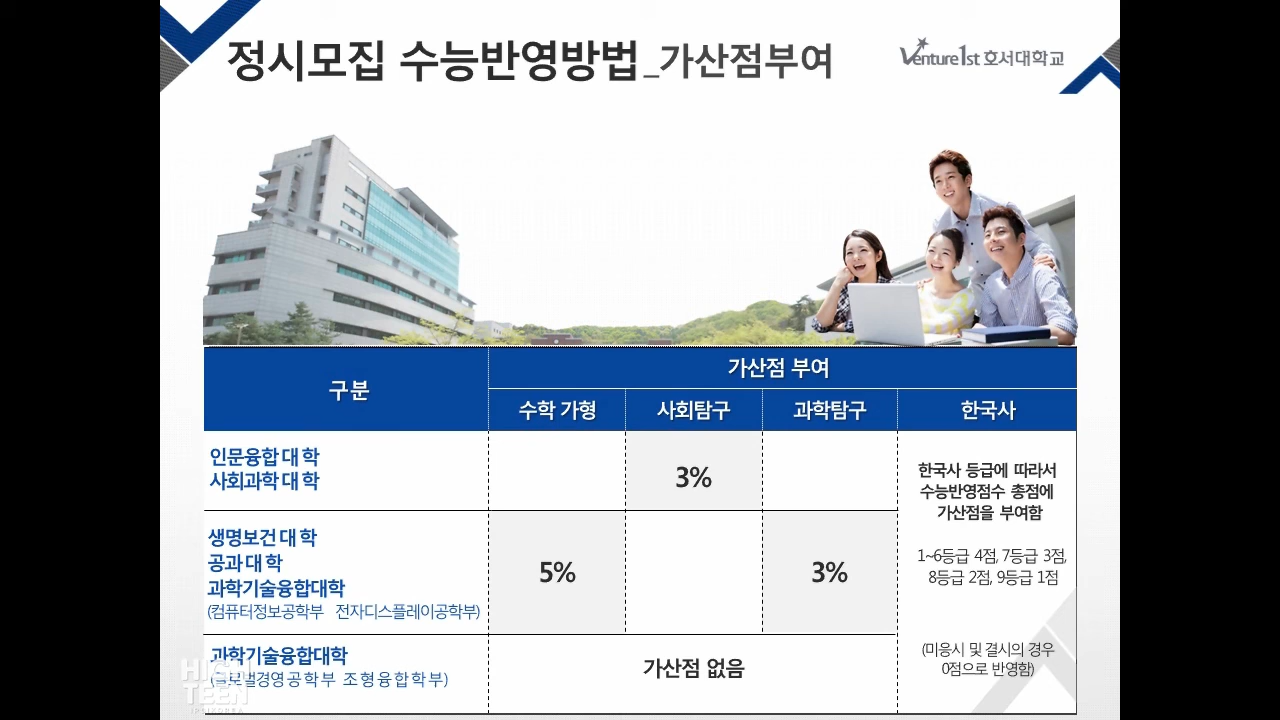 정시모집 수능반영방법_가산점부여
Venture 1st 호서대학교
구분
가산점 부여
수학 가형
사회탐구
과학탐구
한국사
인문융합대학
사회과학대학
3%
생명보건대학
공과대학
과학기술융합대학
(컴퓨터정보공학부 전자디스플레이공학부)
5%
3%
과학기술융합대학
(글로벌경영공학부 조형융합학부)
가산점 없음
한국사 등급에 따라서
수능반영점수 총점에
가산점을 부여함
1~6등급 4점, 7등급 3점,
8등급 2점, 9등급 1점
(미응시 및 결시의 경우
0점으로 반영함)
HIGH
TEEN